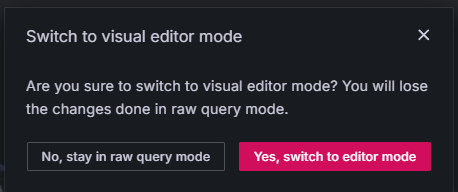 Switch to visual editor mode
Are you sure to switch to visual editor mode? You will lose
the changes done in raw query mode.
No, stay in raw query mode
Yes, switch to editor mode